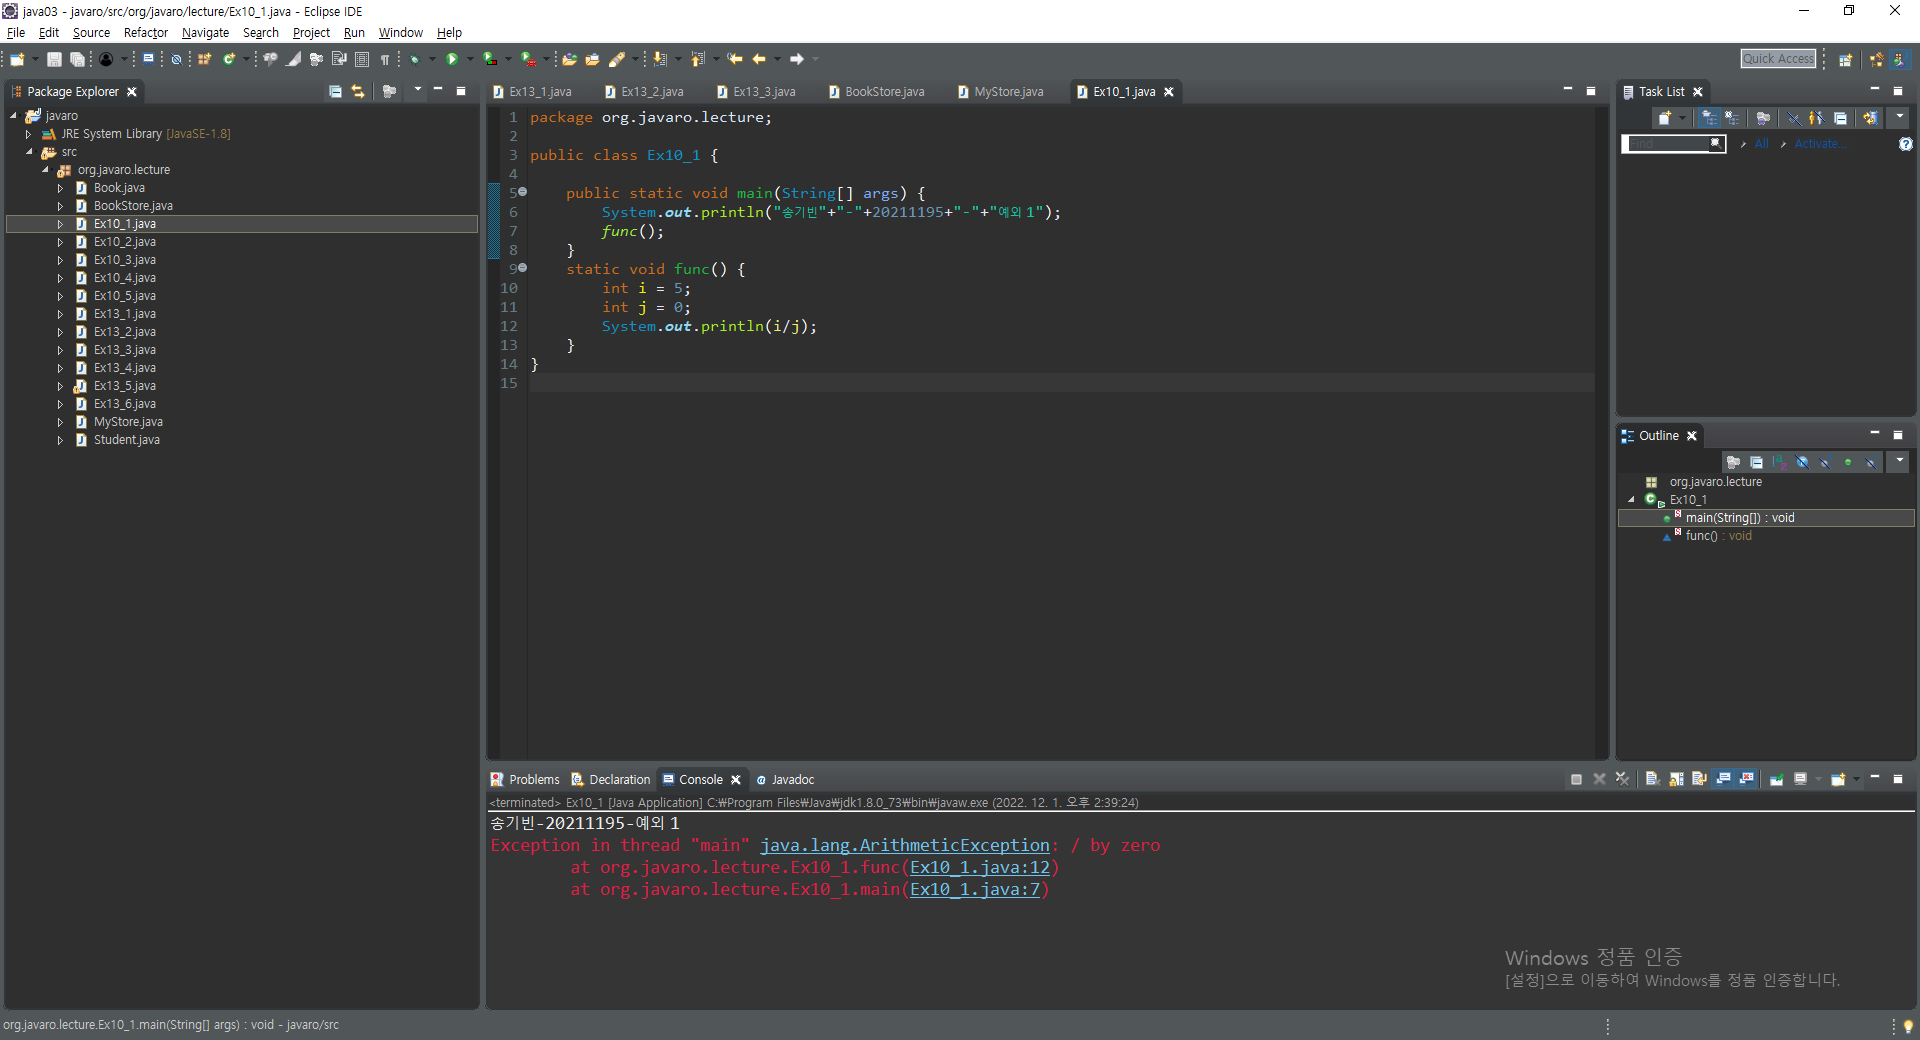 java03 - javaro/src/org/javaro/lecture/Ex10_1.java - Eclipse IDE
File Edit Source Refactor Navigate Search Project Run Window Help
Quick Access
Package Explorer
javaro
JRE System Library [JavaSE-1.8]
src
org.javaro.lecture
Book.java
BookStore.java
Ex10_1.java
Ex10_2.java
Ex10_3.java
Ex10_4.java
Ex10_5.java
Ex13_1.java
Ex13_2.java
Ex13_3.java
Ex13_4.java
Ex13_5.java
Ex13_6.java
MyStore.java
Student.java
Ex13_1.java Ex13_2.java Ex13_3.java BookStore.java MyStore.java Ex10_1.java
1 package org.javaro.lecture;
2
3 public class Ex10_1 {
4
5 public static void main(String[] args) {
6 System.out.println("송기빈"+"-"+20211195+"-"+"예외 1");
7 func();
8 }
9 static void func() {
10 int i = 5;
11 int j = 0;
12 System.out.println(i/j);
13 }
14 }
15
Task List
Find All Activate...
Outline
org.javaro.lecture
Ex10_1
main(String[]) : void
func() : void
Problems Declaration Console Javadoc
<terminated> Ex10_1 [Java Application] C:₩Program Files₩Java₩jdk1.8.0_73₩bin₩javaw.exe (2022. 12. 1. 오후 2:39:24)
송기빈-20211195-예외 1
Exception in thread "main" java.lang.ArithmeticException: / by zero
at org.javaro.lecture.Ex10_1.func(Ex10_1.java:12)
at org.javaro.lecture.Ex10_1.main(Ex10_1.java:7)
Windows 정품 인증
[설정]으로 이동하여 Windows를 정품 인증합니다.
org.javaro.lecture.Ex10_1.main(String[] args) : void - javaro/src